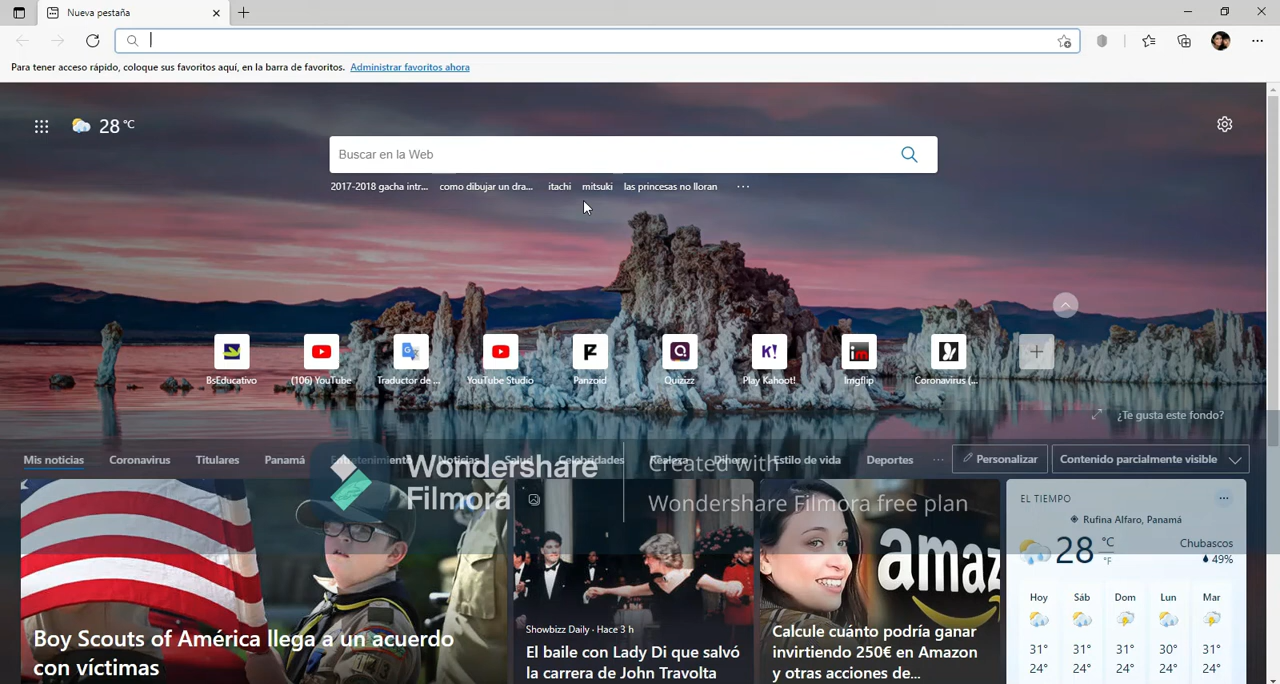 Nueva pestaña
Para tener acceso rápido, coloque sus favoritos aquí, en la barra de favoritos. Administrar favoritos ahora
28 °C
Buscar en la Web
2017-2018 gacha intr... como dibujar un dra... itachi mitsuki las princesas no lloran ...
BsEducativo (106) YouTube Traductor de ... YouTube Studio Panzoid Quizizz Play Kahoot! Imgflip Coronavirus (...
¿Te gusta este fondo?
Mis noticias Coronavirus Titulares Panamá Entretenimiento Noticias Salud Celebridades Realeza Dinero Estilo de vida Deportes ... Personalizar Contenido parcialmente visible
Wondershare
Filmora
Created with
Wondershare Filmora free plan
Boy Scouts of América llega a un acuerdo
con víctimas
Showbizz Daily · Hace 3 h
El baile con Lady Di que salvó
la carrera de John Travolta
amaz
Calcule cuánto podría ganar
invirtiendo 250€ en Amazon
y otras acciones de...
EL TIEMPO
Rufina Alfaro, Panamá
28 °C
°F
Chubascos
49%
Hoy Sáb Dom Lun Mar
31° 31° 31° 30° 31°
24° 24° 24° 24° 24°